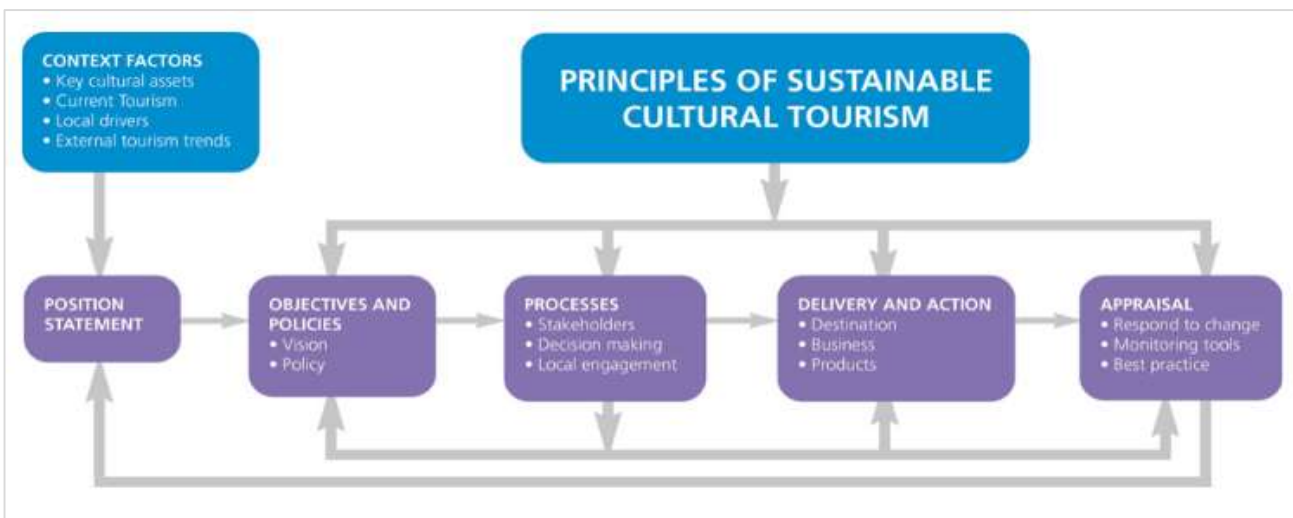 CONTEXT FACTORS
• Key cultural assets
• Current Tourism
• Local drivers
• External tourism trends
PRINCIPLES OF SUSTAINABLE
CULTURAL TOURISM
POSITION
STATEMENT
OBJECTIVES AND
POLICIES
• Vision
• Policy
PROCESSES
• Stakeholders
• Decision making
• Local engagement
DELIVERY AND ACTION
• Destination
• Business
• Products
APPRAISAL
• Respond to change
• Monitoring tools
• Best practice